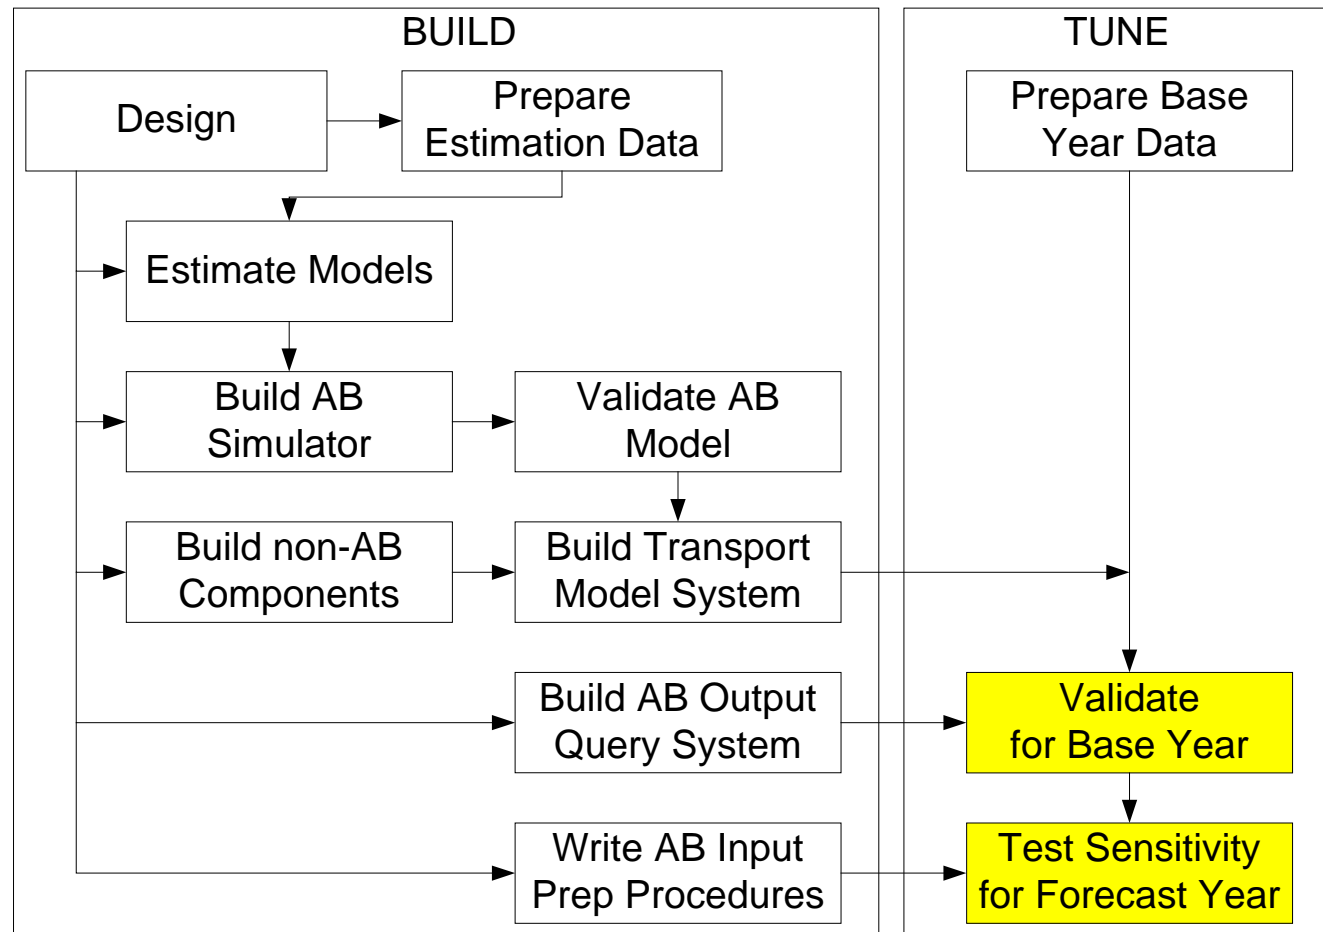 BUILD
TUNE
Design
Prepare
Estimation Data
Prepare Base
Year Data
Estimate Models
Build AB
Simulator
Validate AB
Model
Build non-AB
Components
Build Transport
Model System
Build AB Output
Query System
Validate
for Base Year
Write AB Input
Prep Procedures
Test Sensitivity
for Forecast Year